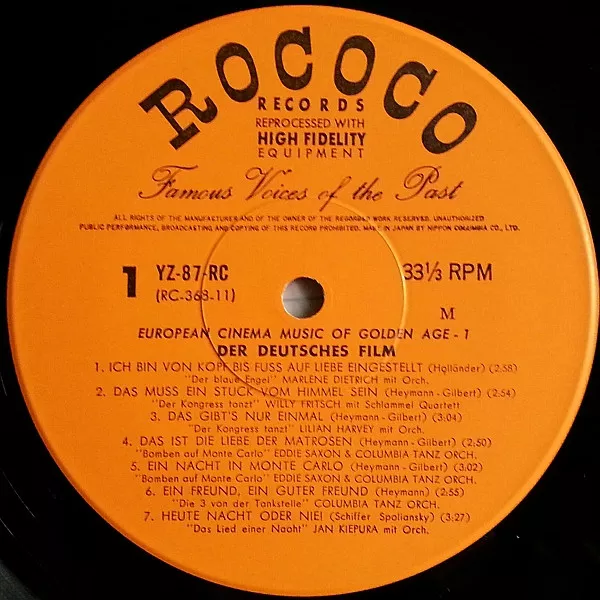 ROCOCO
RECORDS
REPROCESSED WITH
HIGH FIDELITY
EQUIPMENT
Famous Voices of the Past
ALL RIGHTS OF THE MANUFACTURER AND OF THE OWNER OF THE RECORDED WORK RESERVED. UNAUTHORIZED
PUBLIC PERFORMANCE, BROADCASTING AND COPYING OF THIS RECORD PROHIBITED. MADE IN JAPAN BY NIPPON COLUMBIA CO., LTD.
1 YZ-87-RC 33⅓ RPM
(RC-368-11)
M
EUROPEAN CINEMA MUSIC OF GOLDEN AGE - 1
DER DEUTSCHES FILM
1. ICH BIN VON KOPF BIS FUSS AUF LIEBE EINGESTELLT (Holländer) (2:58)
"Der blaue Engel" MARLENE DIETRICH mit Orch.
2. DAS MUSS EIN STUCK VOM HIMMEL SEIN (Heymann - Gilbert) (2:54)
"Der Kongress tanzt" WILLY FRITSCH mit Schlammel Quartett
3. DAS GIBT'S NUR EINMAL (Heymann - Gilbert) (3:04)
"Der Kongress tanzt" LILIAN HARVEY mit Orch.
4. DAS IST DIE LIEBE DER MATROSEN (Heymann - Gilbert) (2:50)
"Bomben auf Monte Carlo" EDDIE SAXON & COLUMBIA TANZ ORCH.
5. EIN NACHT IN MONTE CARLO (Heymann - Gilbert) (3:02)
"Bomben auf Monte Carlo" EDDIE SAXON & COLUMBIA TANZ ORCH.
6. EIN FREUND, EIN GUTER FREUND (Heymann) (2:55)
"Die 3 von der Tankstelle" COLUMBIA TANZ ORCH.
7. HEUTE NACHT ODER NIE! (Schiffer Spoliansky) (3:27)
"Das Lied einer Nacht" JAN KIEPURA mit Orch.